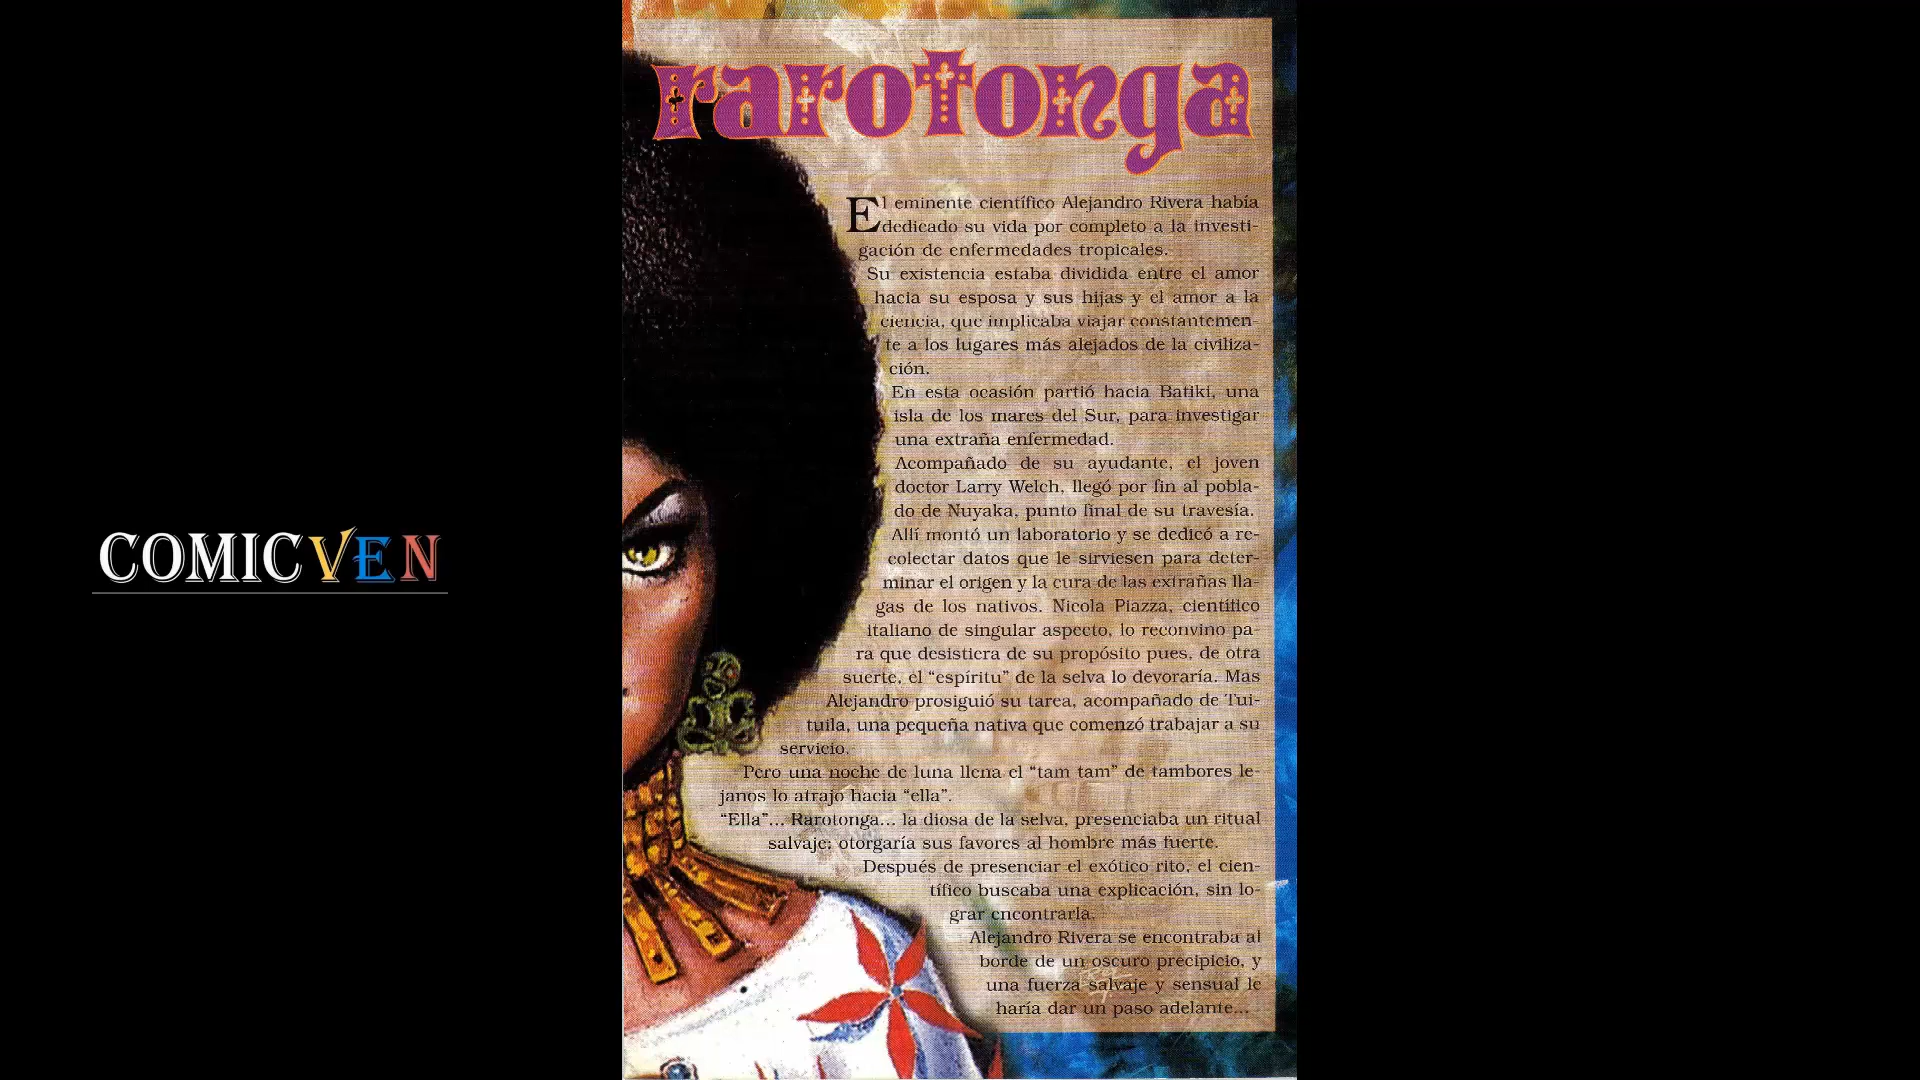 rarotonga
El eminente científico Alejandro Rivera había
dedicado su vida por completo a la investi-
gación de enfermedades tropicales.
Su existencia estaba dividida entre el amor
hacia su esposa y sus hijas y el amor a la
ciencia, que implicaba viajar constantemen-
te a los lugares más alejados de la civiliza-
ción.
En esta ocasión partió hacia Batiki, una
isla de los mares del Sur, para investigar
una extraña enfermedad.
Acompañado de su ayudante, el joven
doctor Larry Welch, llegó por fin al pobla-
do de Nuyaka, punto final de su travesía.
Allí montó un laboratorio y se dedicó a re-
colectar datos que le sirviesen para deter-
minar el origen y la cura de las extrañas lla-
gas de los nativos. Nicola Piazza, científico
italiano de singular aspecto, lo reconvino pa-
ra que desistiera de su propósito pues, de otra
suerte, el “espíritu” de la selva lo devoraría. Mas
Alejandro prosiguió su tarea, acompañado de Tui-
tuila, una pequeña nativa que comenzó trabajar a su
servicio.
Pero una noche de luna llena el “tam tam” de tambores le-
janos lo atrajo hacia “ella”.
“Ella”... Rarotonga... la diosa de la selva, presenciaba un ritual
salvaje; otorgaría sus favores al hombre más fuerte.
Después de presenciar el exótico rito, el cien-
tífico buscaba una explicación, sin lo-
grar encontrarla.
Alejandro Rivera se encontraba al
borde de un oscuro precipicio, y
una fuerza salvaje y sensual le
haría dar un paso adelante...
COMICVEN